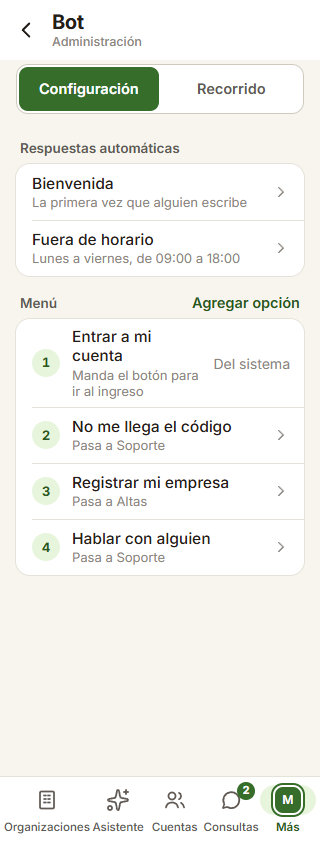 Bot
Administración
Configuración
Recorrido
Respuestas automáticas
Bienvenida
La primera vez que alguien escribe
Fuera de horario
Lunes a viernes, de 09:00 a 18:00
Menú
Agregar opción
1
Entrar a mi
cuenta
Manda el botón para
ir al ingreso
Del sistema
2
No me llega el código
Pasa a Soporte
3
Registrar mi empresa
Pasa a Altas
4
Hablar con alguien
Pasa a Soporte
2
M
Organizaciones
Asistente
Cuentas
Consultas
Más